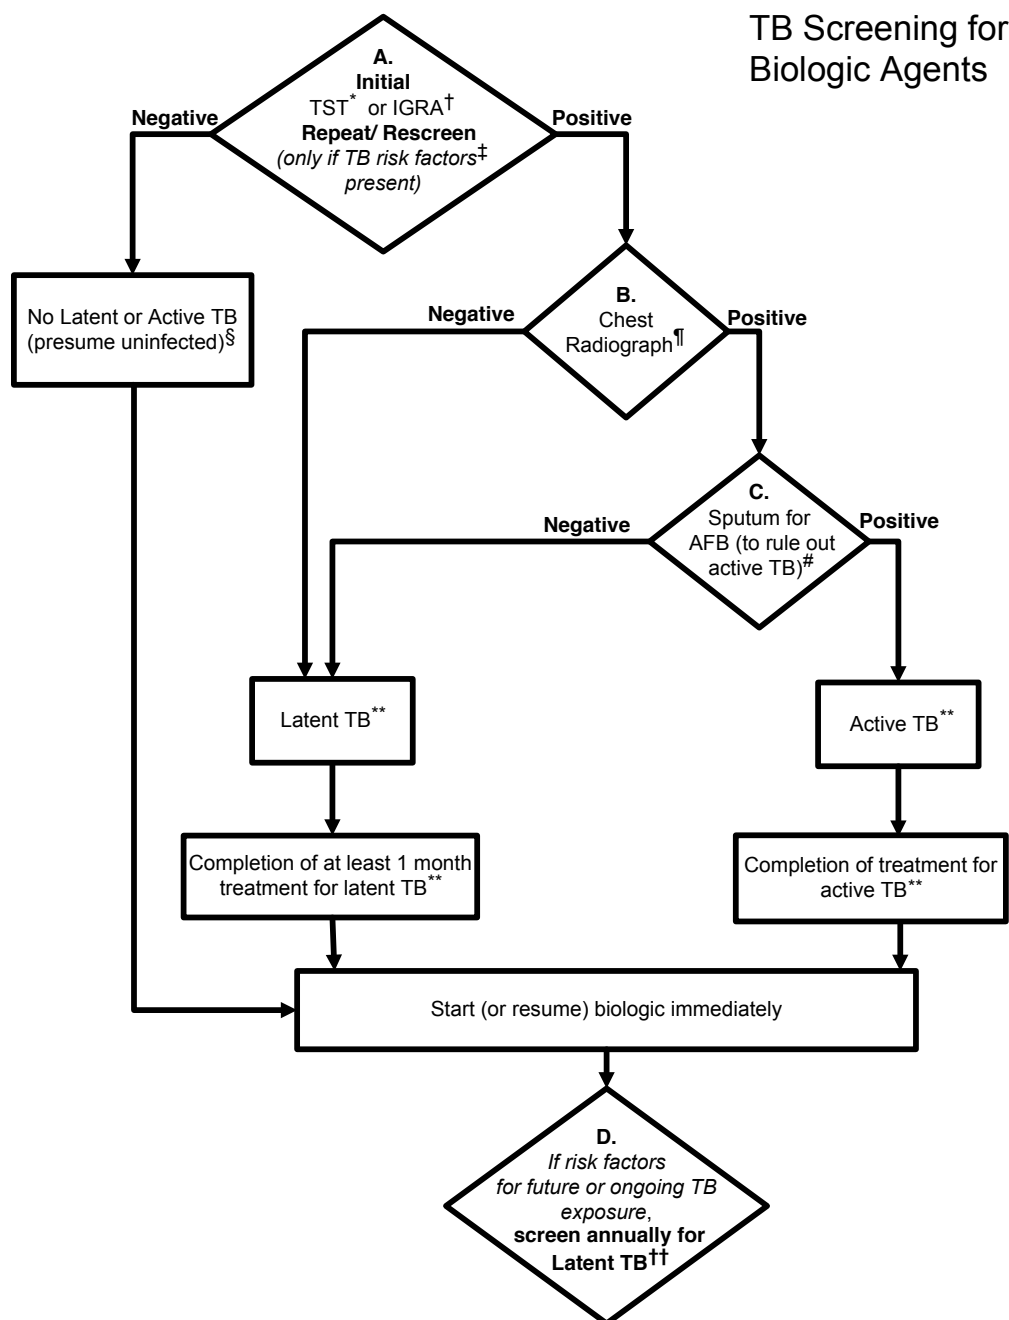 TB Screening for
Biologic Agents
A.
Initial
TST* or IGRA†
Repeat/ Rescreen
(only if TB risk factors‡
present)
Negative
Positive
No Latent or Active TB
(presume uninfected)§
B.
Chest
Radiograph¶
Negative
Positive
C.
Sputum for
AFB (to rule out
active TB)#
Negative
Positive
Latent TB**
Active TB**
Completion of at least 1 month
treatment for latent TB**
Completion of treatment for
active TB**
Start (or resume) biologic immediately
D.
If risk factors
for future or ongoing TB
exposure,
screen annually for
Latent TB††